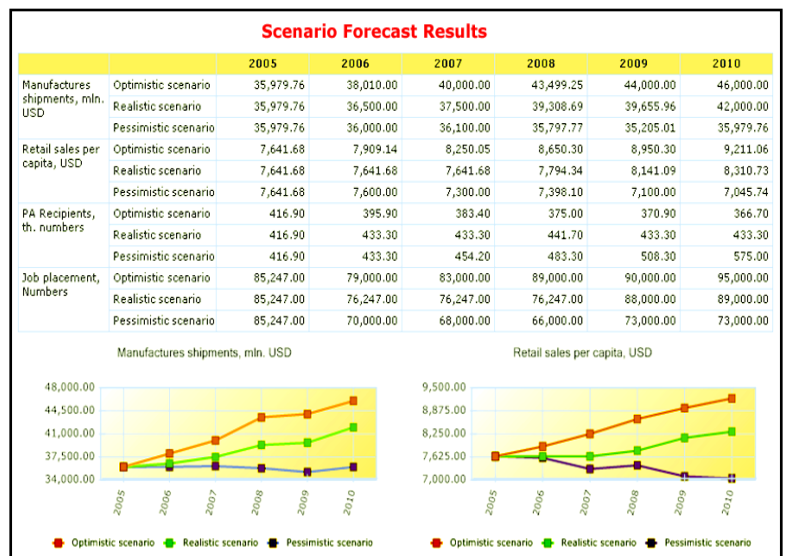 Scenario Forecast Results
2005 2006 2007 2008 2009 2010
Manufactures shipments, mln. USD Optimistic scenario 35,979.76 38,010.00 40,000.00 43,499.25 44,000.00 46,000.00
Realistic scenario 35,979.76 36,500.00 37,500.00 39,308.69 39,655.96 42,000.00
Pessimistic scenario 35,979.76 36,000.00 36,100.00 35,797.77 35,205.01 35,979.76
Retail sales per capita, USD Optimistic scenario 7,641.68 7,909.14 8,250.05 8,650.30 8,950.30 9,211.06
Realistic scenario 7,641.68 7,641.68 7,641.68 7,794.34 8,141.09 8,310.73
Pessimistic scenario 7,641.68 7,600.00 7,300.00 7,398.10 7,100.00 7,045.74
PA Recipients, th. numbers Optimistic scenario 416.90 395.90 383.40 375.00 370.90 366.70
Realistic scenario 416.90 433.30 433.30 441.70 433.30 433.30
Pessimistic scenario 416.90 433.30 454.20 483.30 508.30 575.00
Job placement, Numbers Optimistic scenario 85,247.00 79,000.00 83,000.00 89,000.00 90,000.00 95,000.00
Realistic scenario 85,247.00 76,247.00 76,247.00 76,247.00 88,000.00 89,000.00
Pessimistic scenario 85,247.00 70,000.00 68,000.00 66,000.00 73,000.00 73,000.00
Manufactures shipments, mln. USD
48,000.00
44,500.00
41,000.00
37,500.00
34,000.00
2005 2006 2007 2008 2009 2010
Optimistic scenario Realistic scenario Pessimistic scenario
Retail sales per capita, USD
9,500.00
8,875.00
8,250.00
7,625.00
7,000.00
2005 2006 2007 2008 2009 2010
Optimistic scenario Realistic scenario Pessimistic scenario